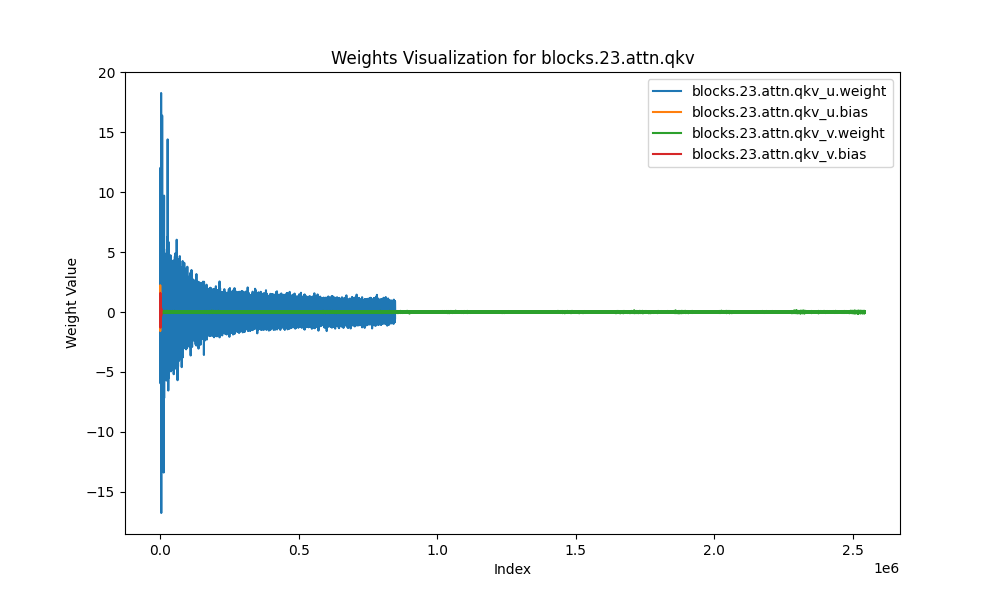 Weights Visualization for blocks.23.attn.qkv
blocks.23.attn.qkv_u.weight
blocks.23.attn.qkv_u.bias
blocks.23.attn.qkv_v.weight
blocks.23.attn.qkv_v.bias
Weight Value
20
15
10
5
0
−5
−10
−15
0.0 0.5 1.0 1.5 2.0 2.5
1e6
Index